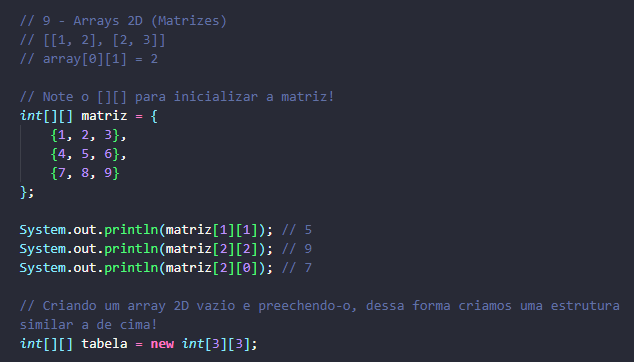 // 9 - Arrays 2D (Matrizes)
// [[1, 2], [2, 3]]
// array[0][1] = 2
// Note o [][] para inicializar a matriz!
int[][] matriz = {
    {1, 2, 3},
    {4, 5, 6},
    {7, 8, 9}
};
System.out.println(matriz[1][1]); // 5
System.out.println(matriz[2][2]); // 9
System.out.println(matriz[2][0]); // 7
// Criando um array 2D vazio e preechendo-o, dessa forma criamos uma estrutura
similar a de cima!
int[][] tabela = new int[3][3];